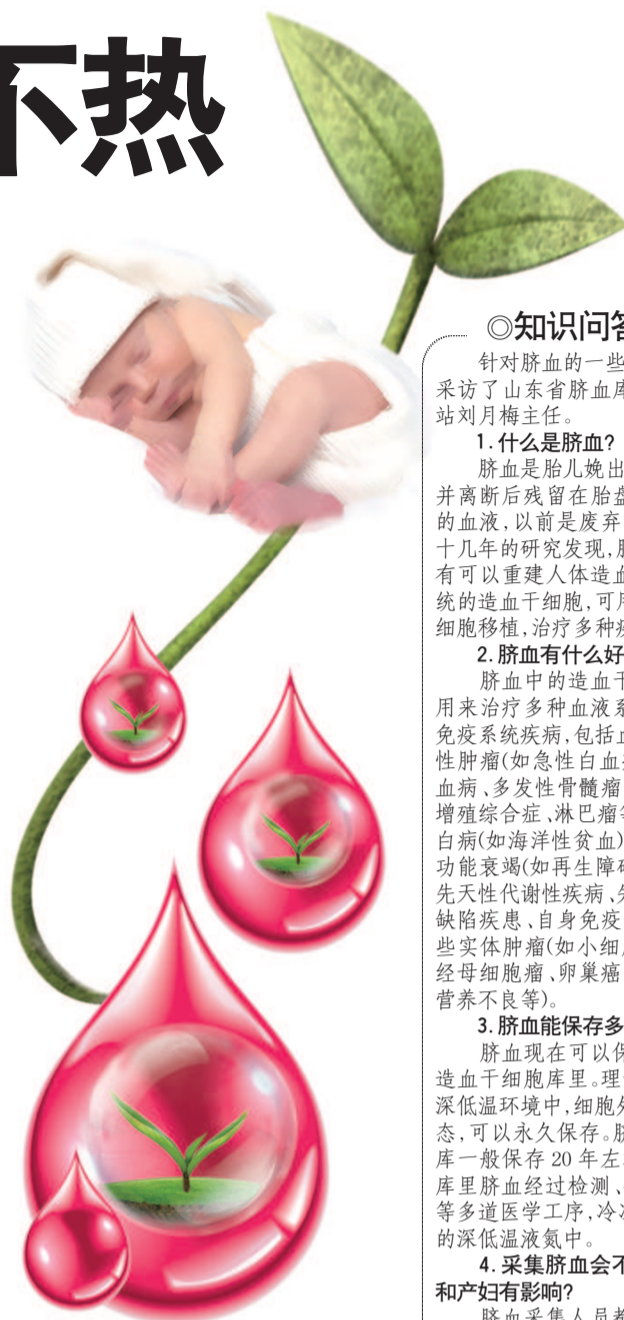 不热
◎知识问答
针对脐血的一些
采访了山东省脐血库
站刘月梅主任。
1.什么是脐血?
脐血是胎儿娩出
并离断后残留在胎盘
的血液,以前是废弃
十几年的研究发现,脐
有可以重建人体造血
统的造血干细胞,可用
细胞移植,治疗多种疾
2.脐血有什么好
脐血中的造血干
用来治疗多种血液系
免疫系统疾病,包括血
性肿瘤(如急性白血病
血病、多发性骨髓瘤
增殖综合症、淋巴瘤等
白病(如海洋性贫血)
功能衰竭(如再生障碍
先天性代谢性疾病、先
缺陷疾患、自身免疫
些实体肿瘤(如小细胞
经母细胞瘤、卵巢癌
营养不良等)。
3.脐血能保存多
脐血现在可以保
造血干细胞库里。理论
深低温环境中,细胞处
态,可以永久保存。脐
库一般保存20年左
库里脐血经过检测、
等多道医学工序,冷冻
的深低温液氮中。
4.采集脐血会不
和产妇有影响?
脐血采集人员都